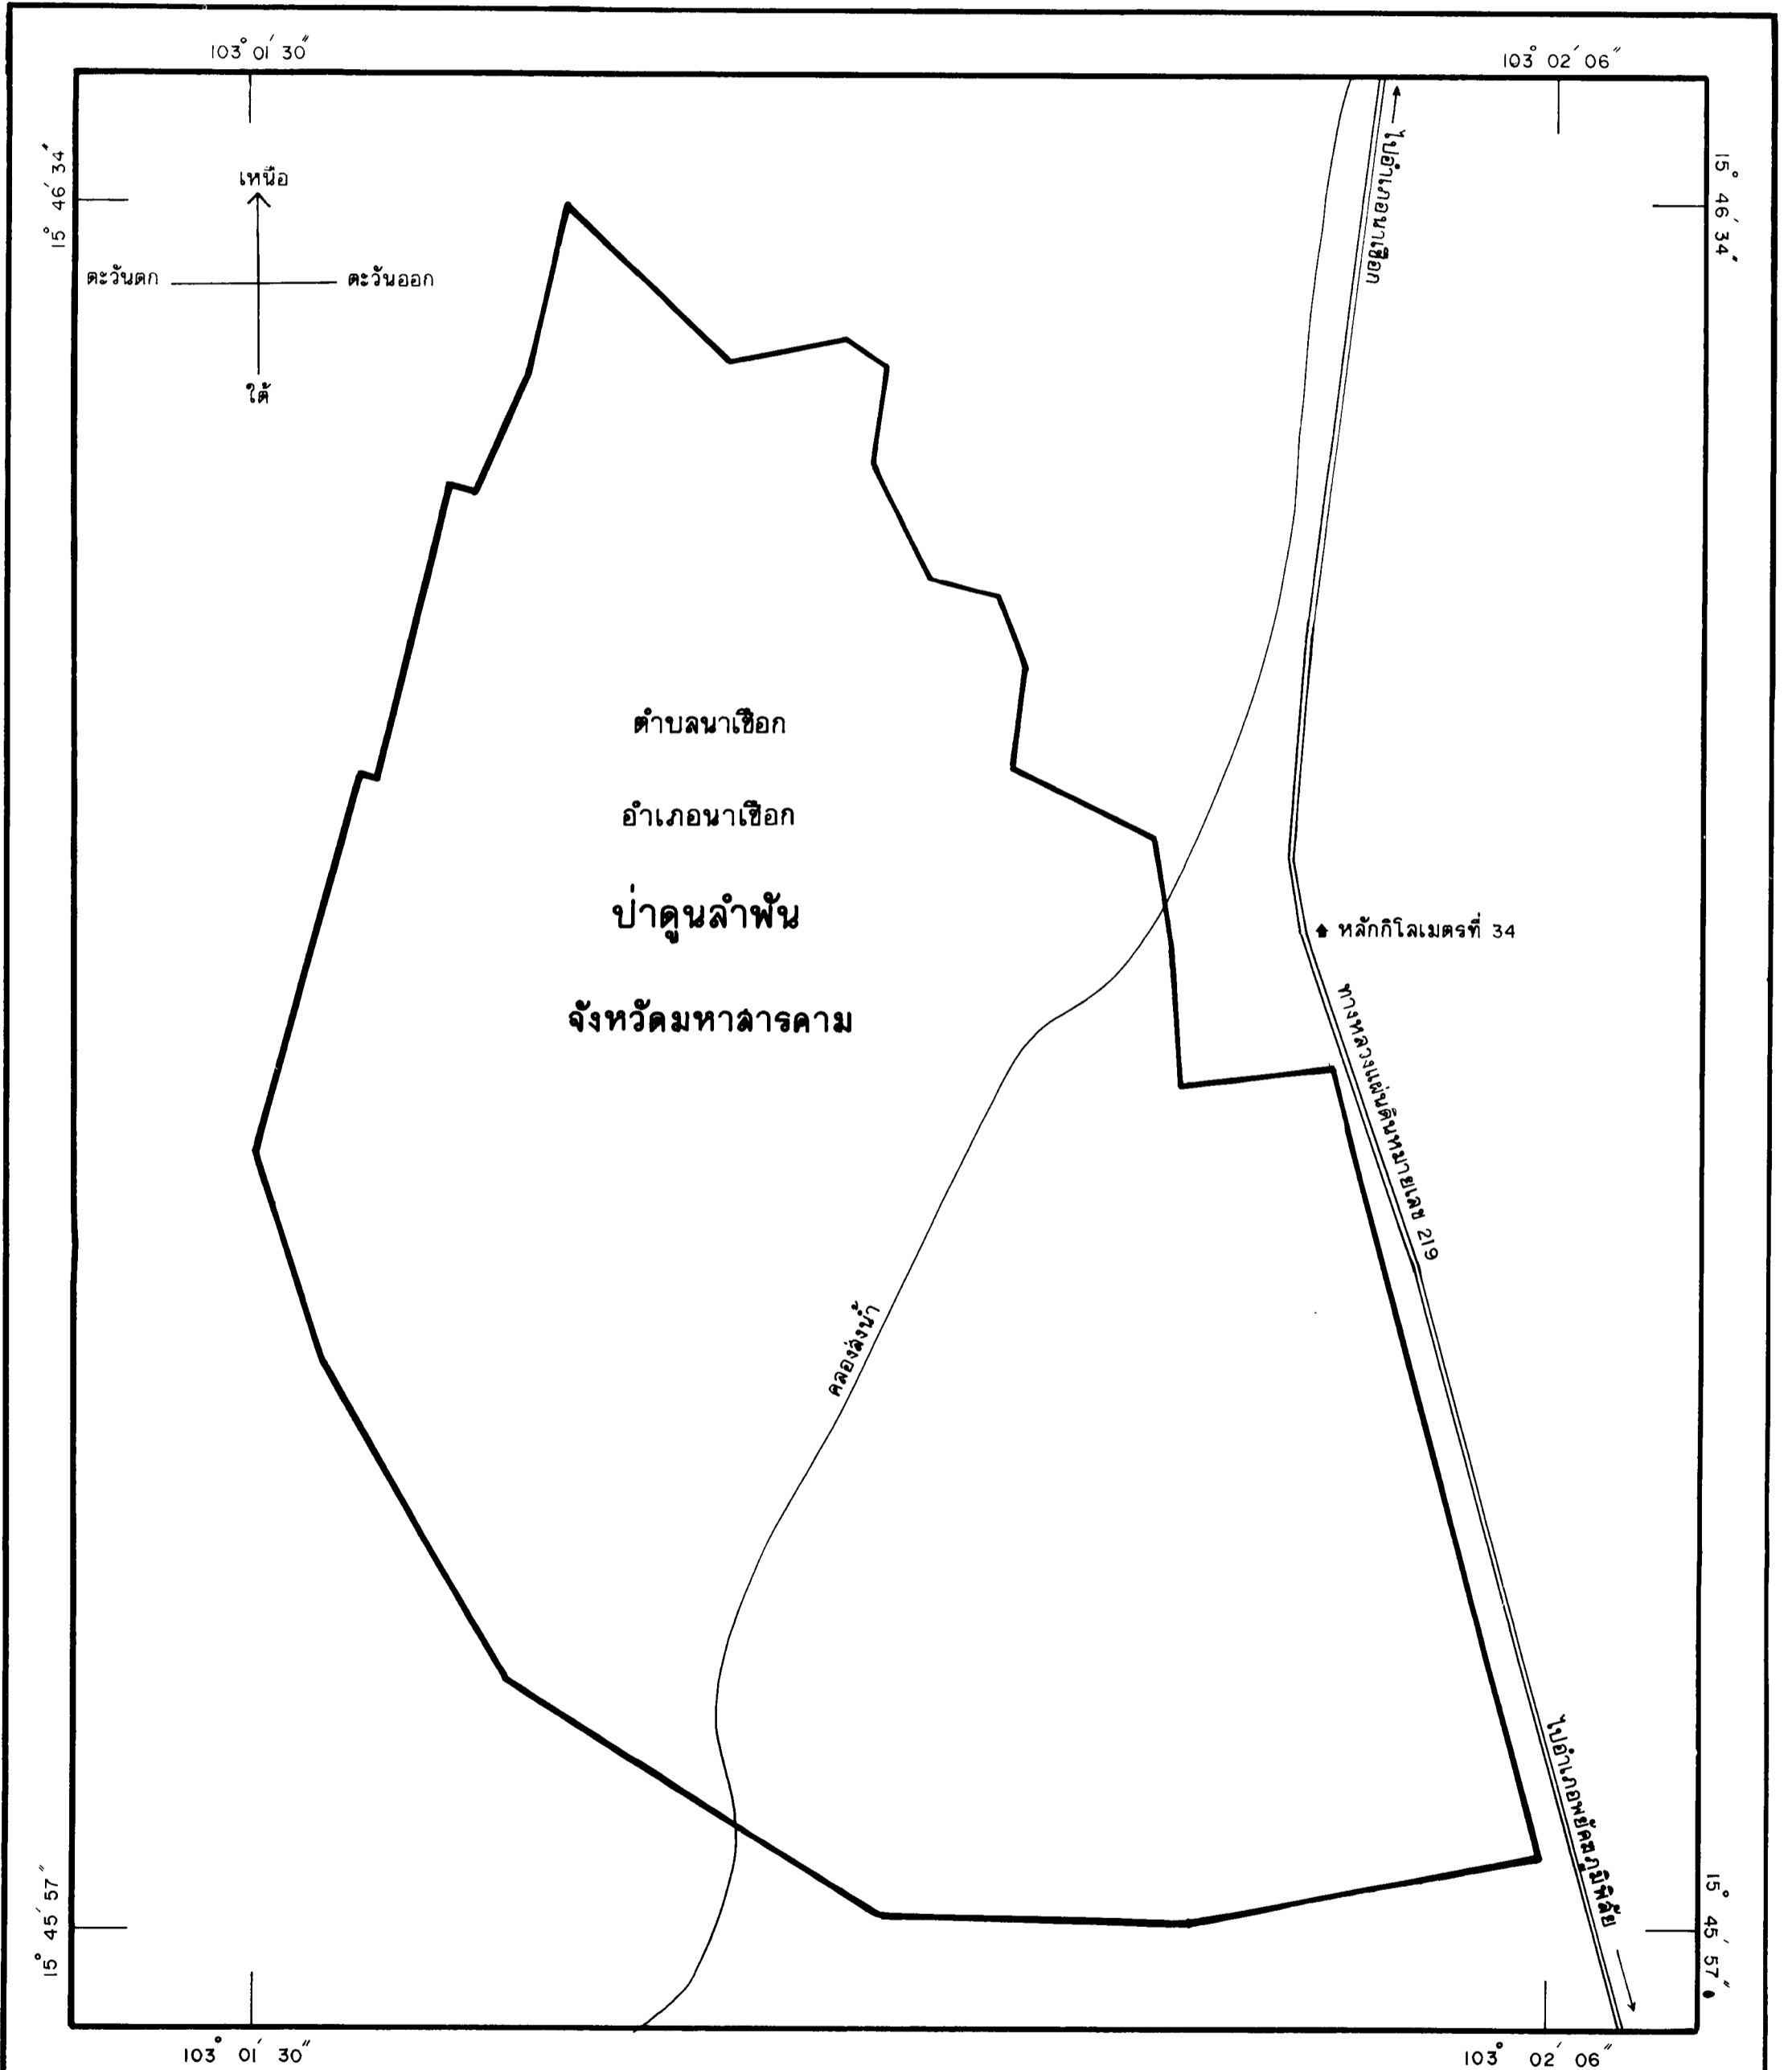 103° 01′ 30″
103° 02′ 06″
15° 46′ 34″
15° 46′ 34″
เหนือ
ตะวันตก
ตะวันออก
ใต้
ไปอำเภอนาเชือก
ตำบลนาเชือก
อำเภอนาเชือก
ป่าดูนลำพัน
จังหวัดมหาสารคาม
หลักกิโลเมตรที่ 34
ทางหลวงแผ่นดินหมายเลข 219
คลองส่งน้ำ
ไปอำเภอพยัคฆภูมิพิสัย
15° 45′ 57″
15° 45′ 57″
103° 01′ 30″
103° 02′ 06″